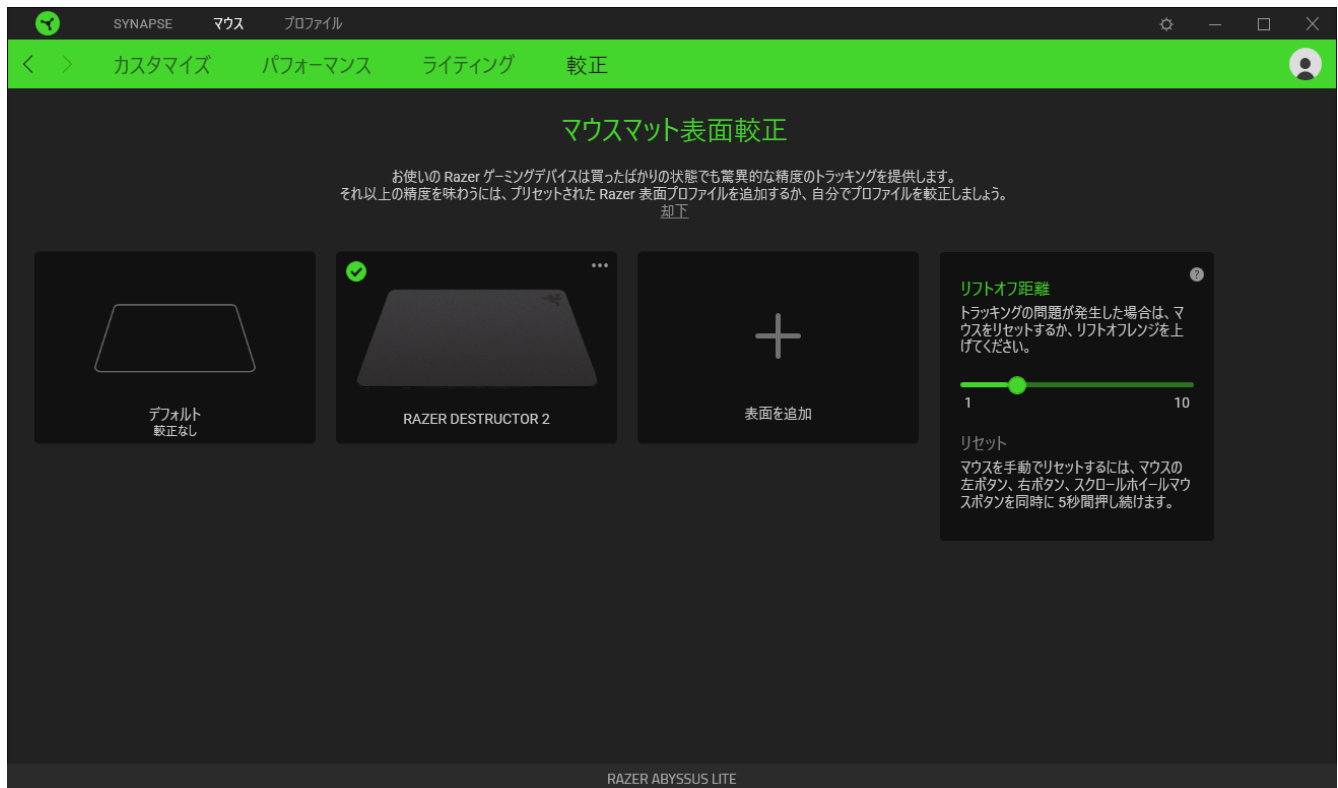 SYNAPSE マウス プロファイル
カスタマイズ パフォーマンス ライティング 較正
マウスマット表面較正
お使いの Razer ゲーミングデバイスは買ったばかりの状態でも驚異的な精度のトラッキングを提供します。
それ以上の精度を味わうには、プリセットされた Razer 表面プロファイルを追加するか、自分でプロファイルを較正しましょう。
却下
デフォルト
較正なし
RAZER DESTRUCTOR 2
表面を追加
リフトオフ距離
トラッキングの問題が発生した場合は、マ
ウスをリセットするか、リフトオフレンジを上
げてください。
1 10
リセット
マウスを手動でリセットするには、マウスの
左ボタン、右ボタン、スクロールホイールマウ
スボタンを同時に 5秒間押し続けます。
RAZER ABYSSUS LITE